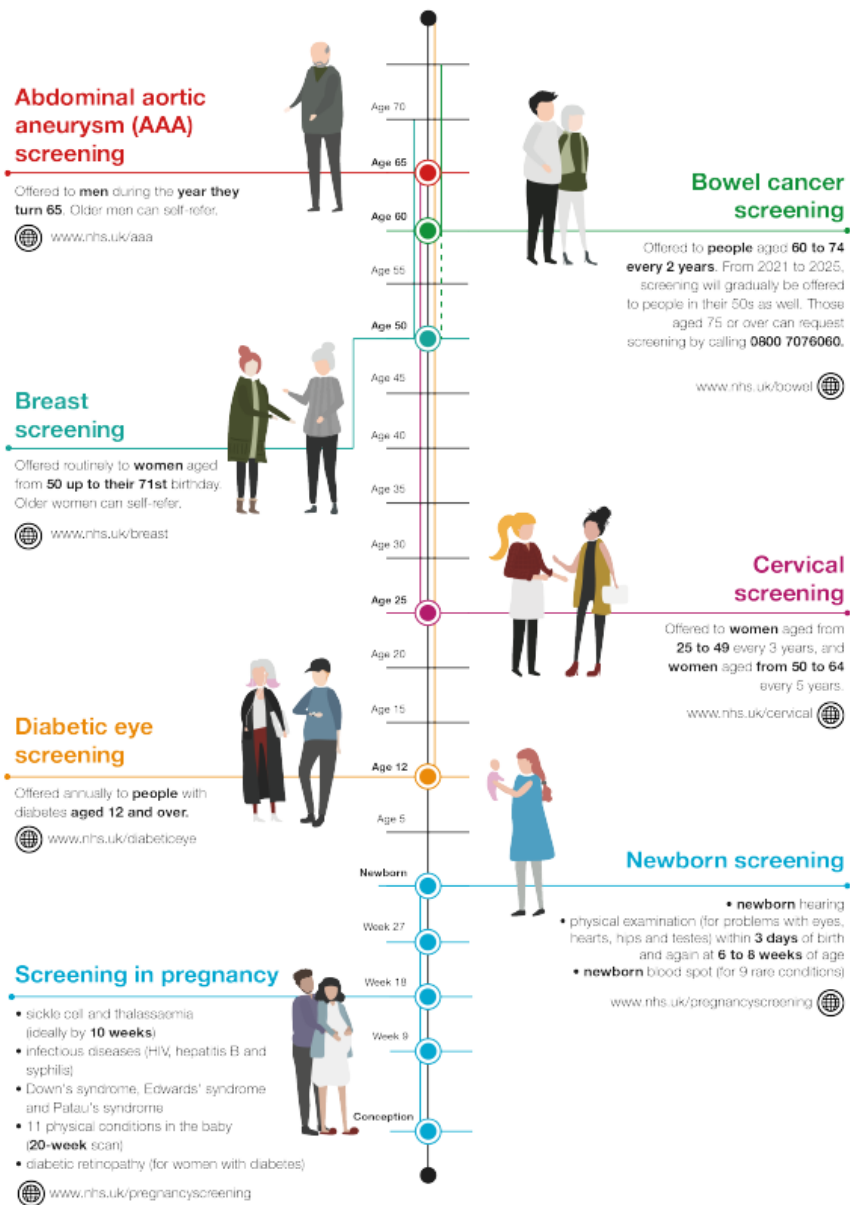 Abdominal aortic
aneurysm (AAA)
screening
Offered to men during the year they
turn 65. Older men can self-refer.
www.nhs.uk/aaa
Age 70
Age 65
Age 60
Age 55
Age 50
Age 45
Age 40
Age 35
Age 30
Age 25
Age 20
Age 15
Age 12
Age 5
Newborn
Week 27
Week 18
Week 9
Conception
Bowel cancer
screening
Offered to people aged 60 to 74
every 2 years. From 2021 to 2025,
screening will gradually be offered
to people in their 50s as well. Those
aged 75 or over can request
screening by calling 0800 7076060.
www.nhs.uk/bowel
Breast
screening
Offered routinely to women aged
from 50 up to their 71st birthday.
Older women can self-refer.
www.nhs.uk/breast
Cervical
screening
Offered to women aged from
25 to 49 every 3 years, and
women aged from 50 to 64
every 5 years.
www.nhs.uk/cervical
Diabetic eye
screening
Offered annually to people with
diabetes aged 12 and over.
www.nhs.uk/diabeticeye
Newborn screening
• newborn hearing
• physical examination (for problems with eyes,
hearts, hips and testes) within 3 days of birth
and again at 6 to 8 weeks of age
• newborn blood spot (for 9 rare conditions)
www.nhs.uk/pregnancyscreening
Screening in pregnancy
• sickle cell and thalassaemia
(ideally by 10 weeks)
• infectious diseases (HIV, hepatitis B and
syphilis)
• Down's syndrome, Edwards' syndrome
and Patau's syndrome
• 11 physical conditions in the baby
(20-week scan)
• diabetic retinopathy (for women with diabetes)
www.nhs.uk/pregnancyscreening